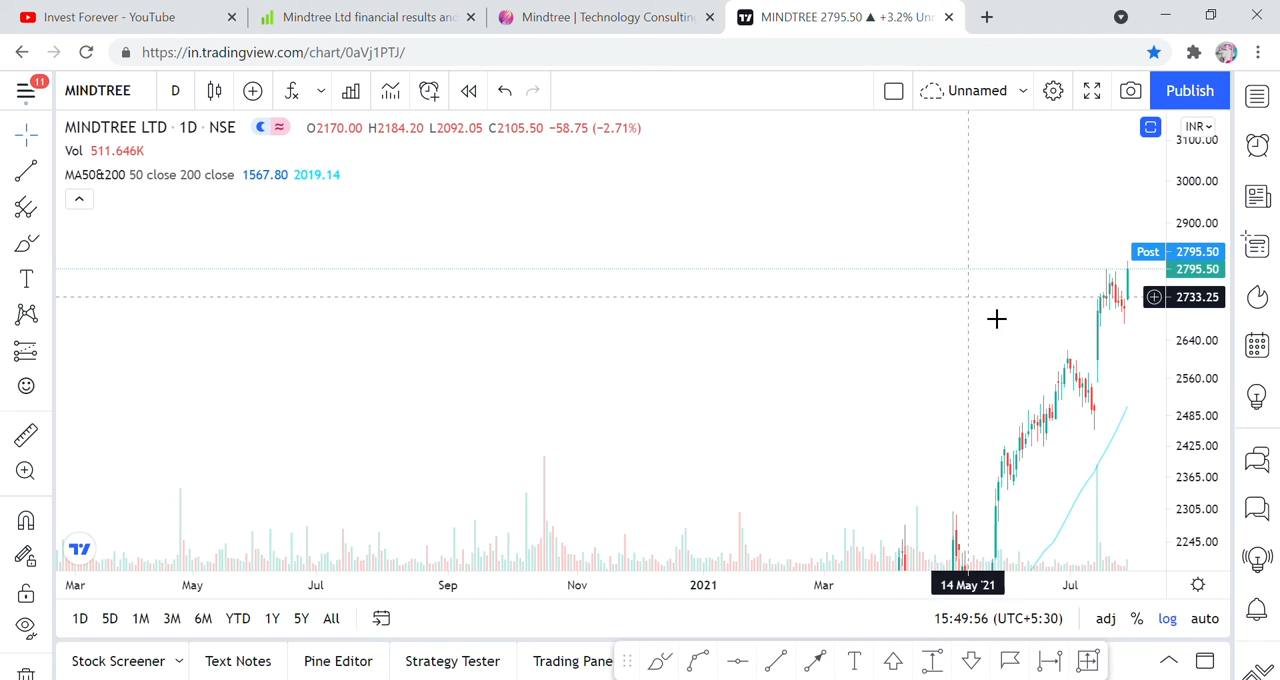 Invest Forever - YouTube
Mindtree Ltd financial results and
Mindtree | Technology Consulting
MINDTREE 2795.50 ▲ +3.2% Unn
https://in.tradingview.com/chart/0aVj1PTJ/
11
MINDTREE
D
Unnamed
Publish
MINDTREE LTD · 1D · NSE
O2170.00 H2184.20 L2092.05 C2105.50 −58.75 (−2.71%)
INR
Vol 511.646K
MA50&200 50 close 200 close 1567.80 2019.14
3100.00
3000.00
2900.00
Post 2795.50
2795.50
2733.25
2640.00
2560.00
2485.00
2425.00
2365.00
2305.00
2245.00
Mar May Jul Sep Nov 2021 Mar 14 May '21 Jul
1D 5D 1M 3M 6M YTD 1Y 5Y All
15:49:56 (UTC+5:30) adj % log auto
Stock Screener Text Notes Pine Editor Strategy Tester Trading Pane